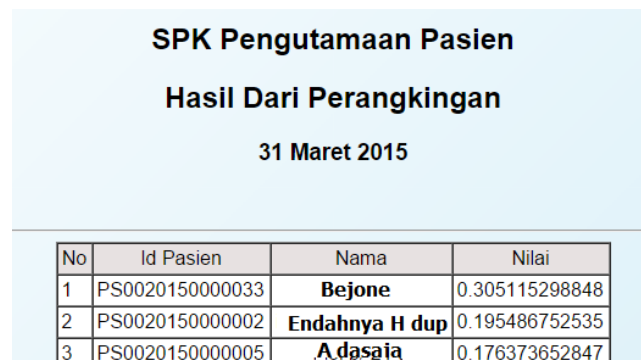 SPK Pengutamaan Pasien
Hasil Dari Perangkingan
31 Maret 2015
No Id Pasien Nama Nilai
1 PS0020150000033 Bejone 0.305115298848
2 PS0020150000002 Endahnya H dup 0.195486752535
3 PS0020150000005 Adasaja 0.176373652847